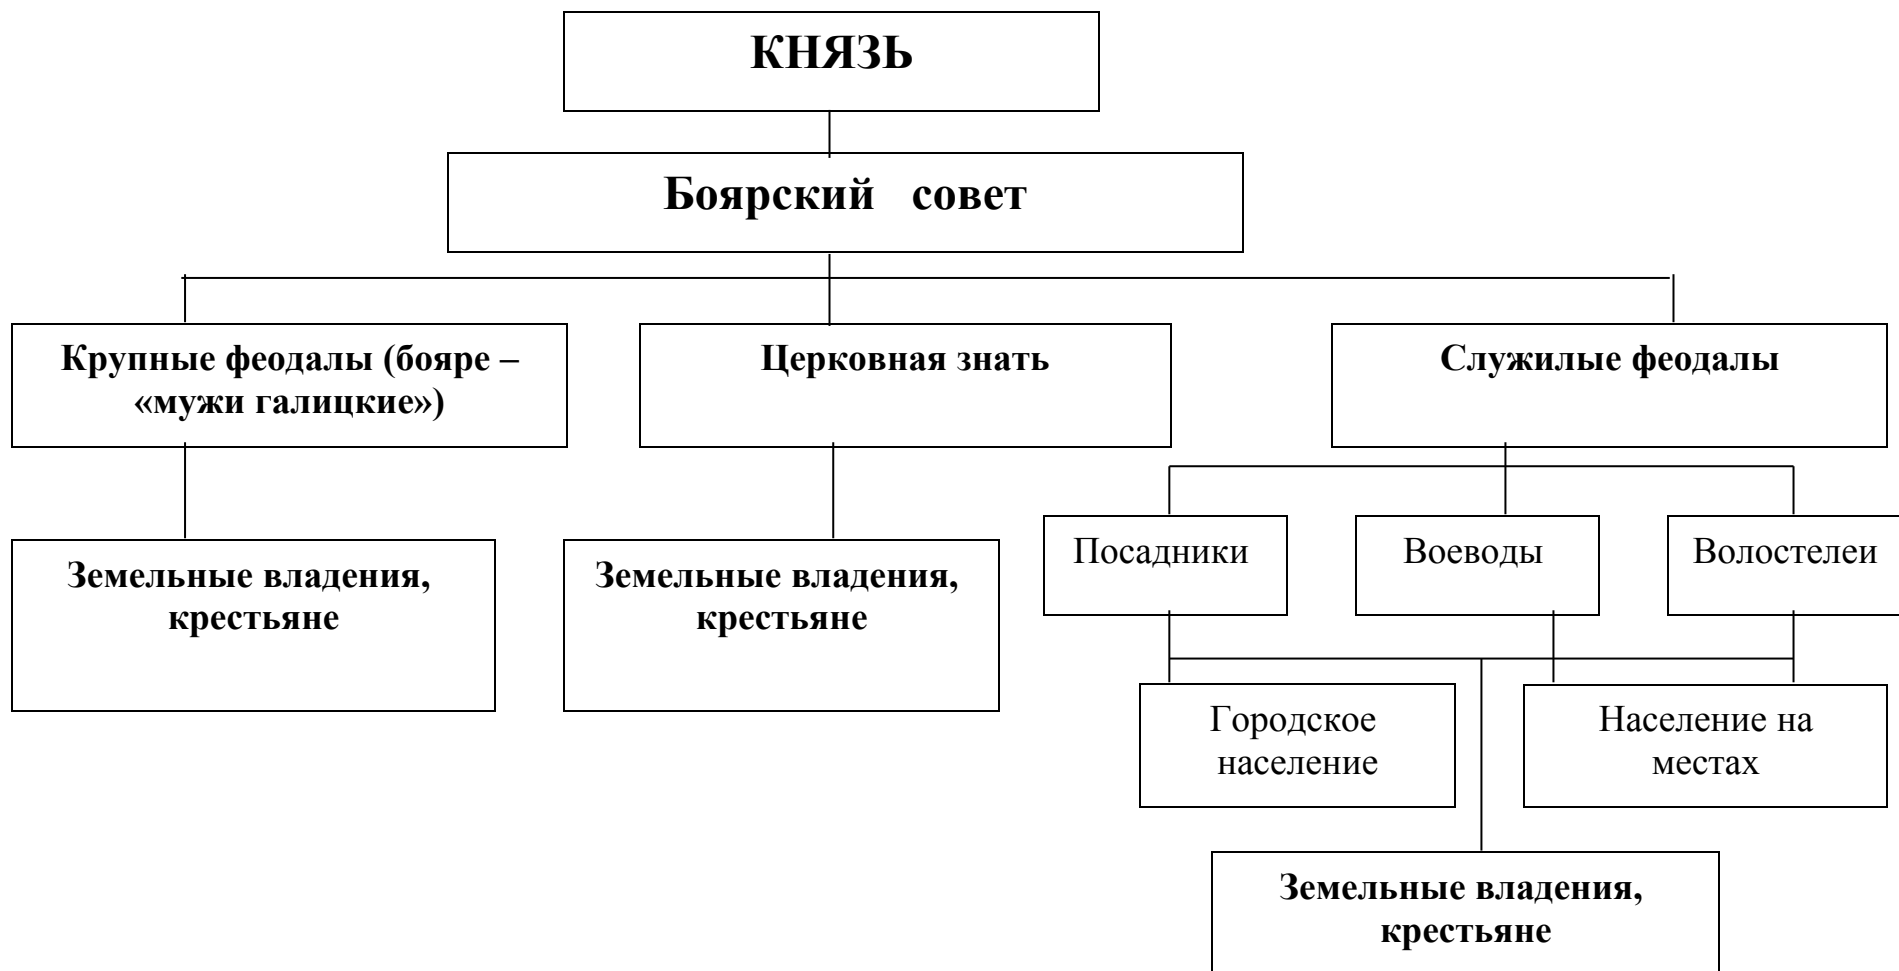 КНЯЗЬ
Боярский совет
Крупные феодалы (бояре –
«мужи галицкие»)
Церковная знать
Служилые феодалы
Земельные владения,
крестьяне
Земельные владения,
крестьяне
Посадники
Воеводы
Волостелеи
Городское
население
Население на
местах
Земельные владения,
крестьяне